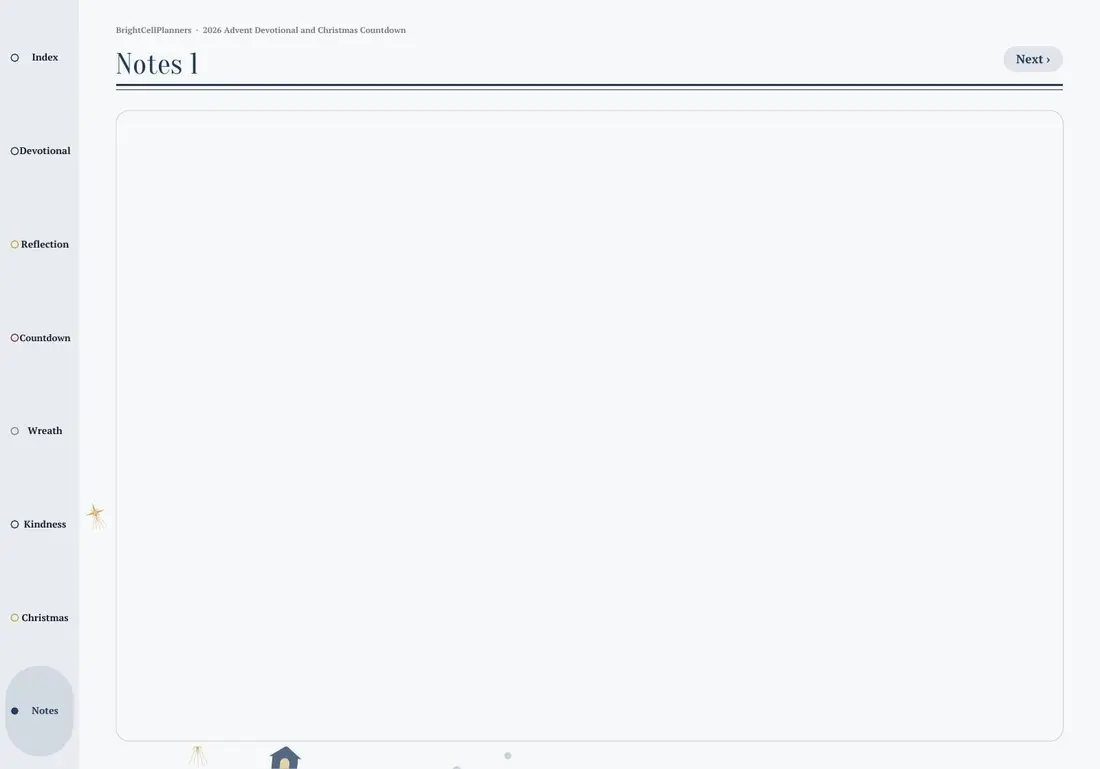 BrightCellPlanners · 2026 Advent Devotional and Christmas Countdown
Notes 1
Next ›
Index
Devotional
Reflection
Countdown
Wreath
Kindness
Christmas
Notes